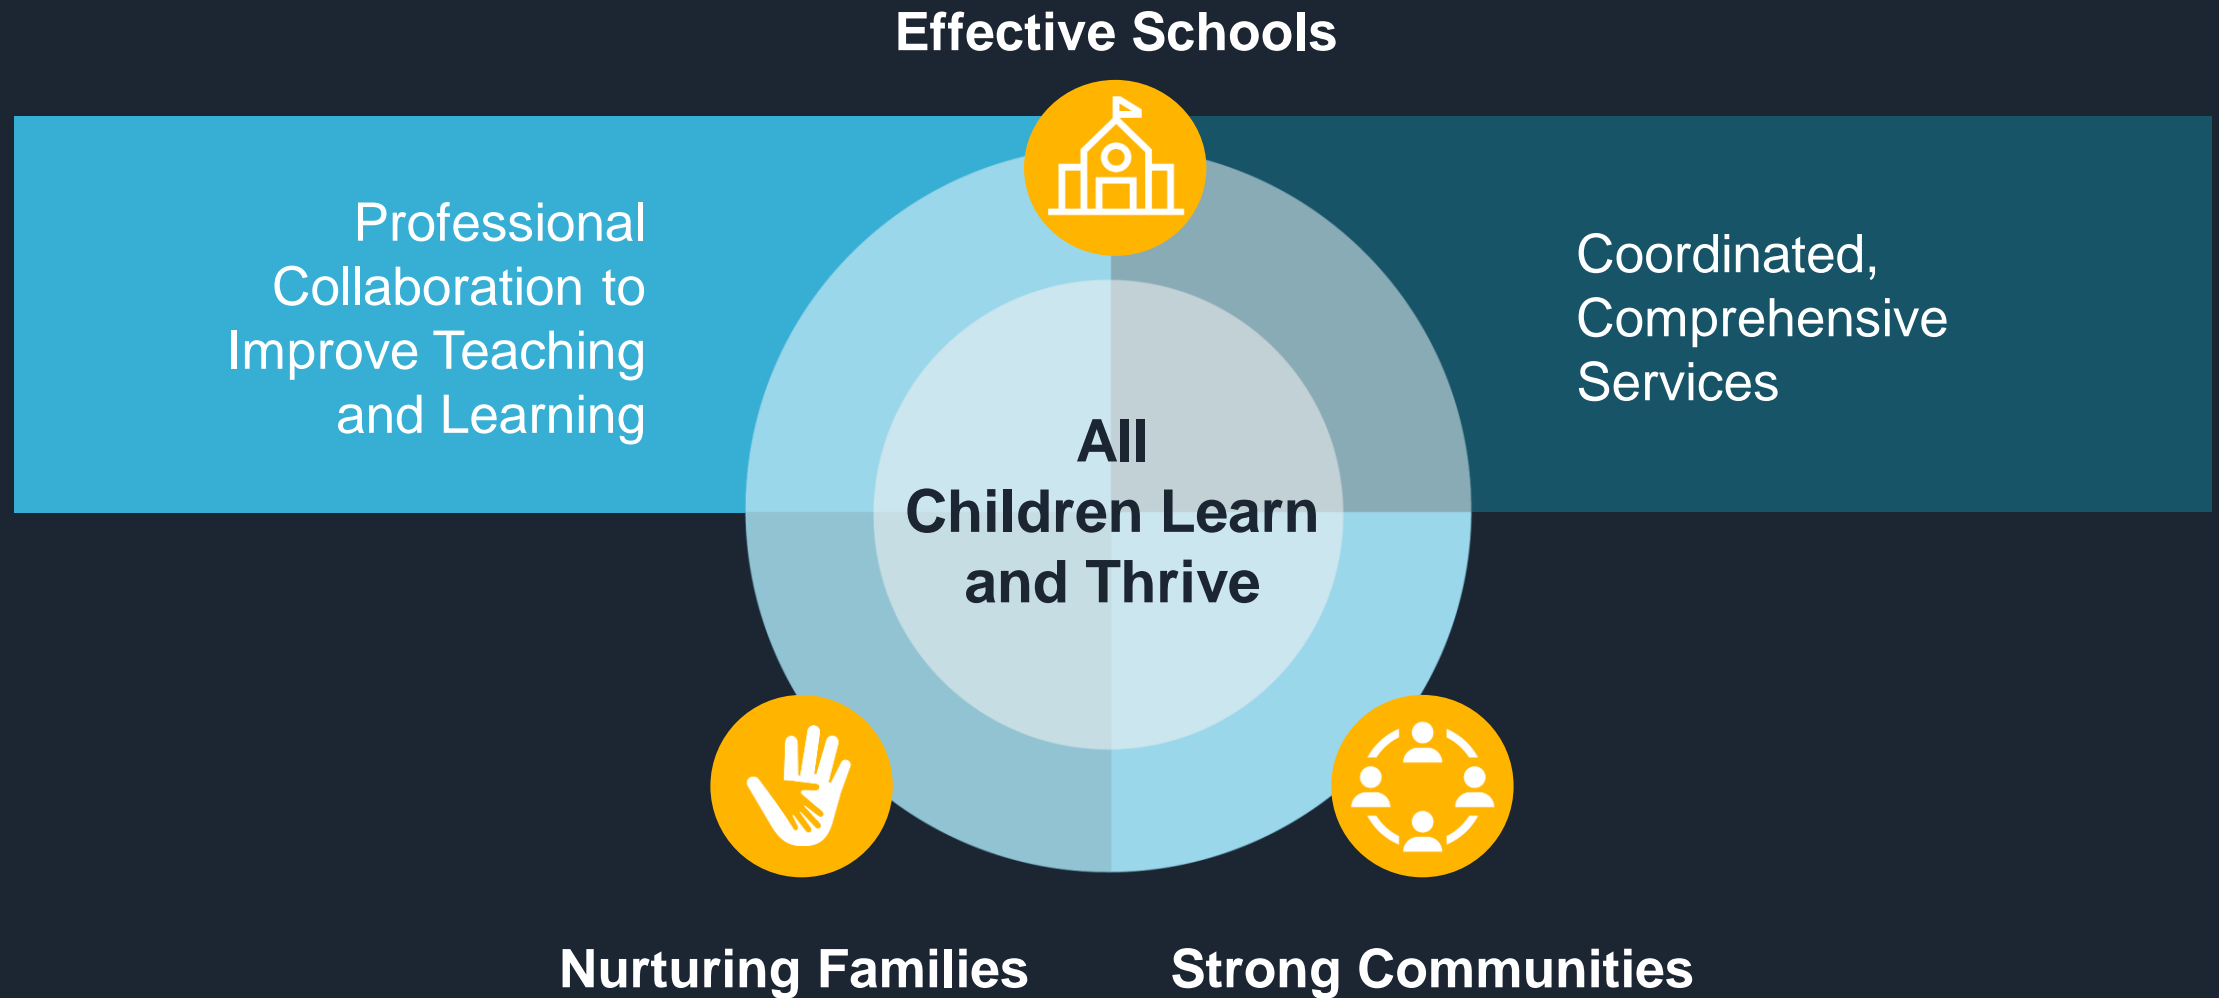 Effective Schools
Professional
Collaboration to
Improve Teaching
and Learning
Coordinated,
Comprehensive
Services
All
Children Learn
and Thrive
Nurturing Families
Strong Communities